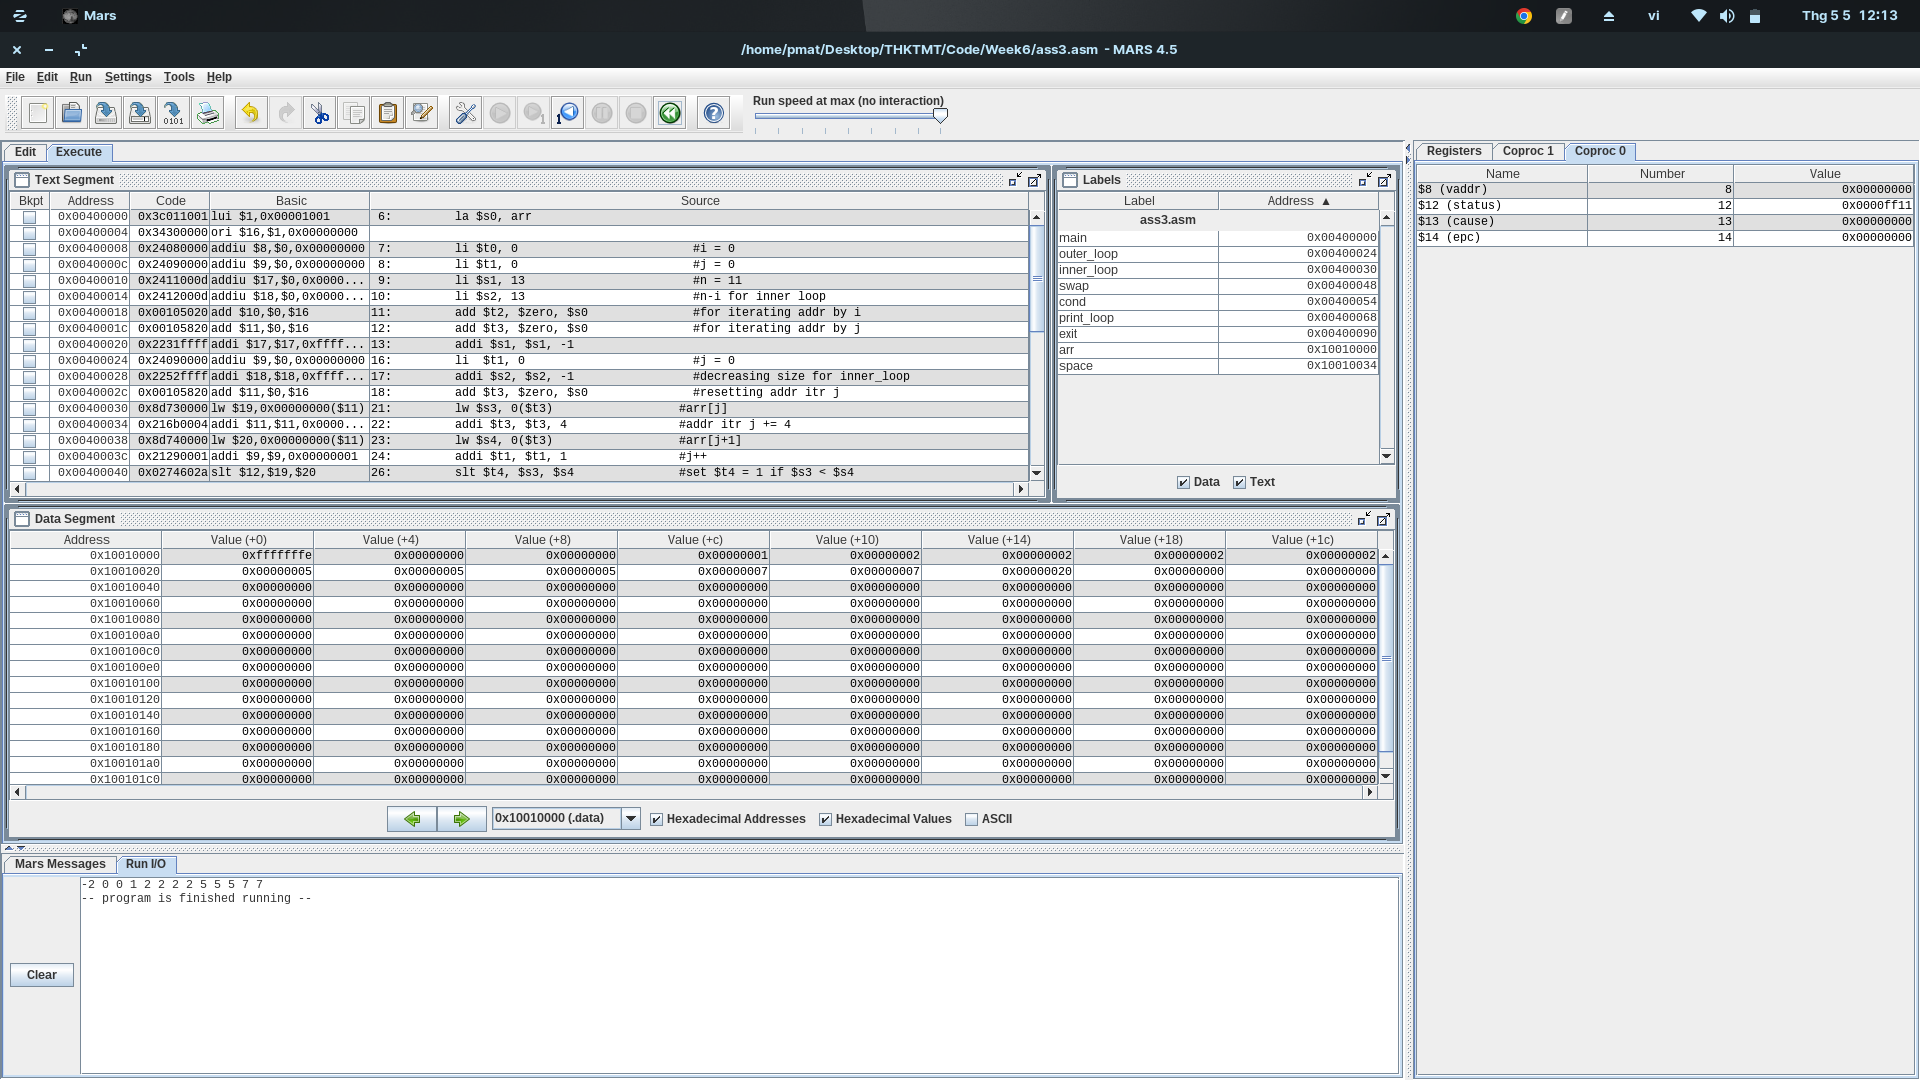 Mars
vi
Thg 5 5 12:13
/home/pmat/Desktop/THKTMT/Code/Week6/ass3.asm - MARS 4.5
File Edit Run Settings Tools Help
Run speed at max (no interaction)
Edit Execute
Text Segment
Bkpt Address Code Basic Source
0x00400000 0x3c011001 lui $1,0x00001001 6: la $s0, arr
0x00400004 0x34300000 ori $16,$1,0x00000000
0x00400008 0x24080000 addiu $8,$0,0x00000000 7: li $t0, 0 #i = 0
0x0040000c 0x24090000 addiu $9,$0,0x00000000 8: li $t1, 0 #j = 0
0x00400010 0x2411000d addiu $17,$0,0x0000... 9: li $s1, 13 #n = 11
0x00400014 0x2412000d addiu $18,$0,0x0000... 10: li $s2, 13 #n-i for inner loop
0x00400018 0x00105020 add $10,$0,$16 11: add $t2, $zero, $s0 #for iterating addr by i
0x0040001c 0x00105820 add $11,$0,$16 12: add $t3, $zero, $s0 #for iterating addr by j
0x00400020 0x2231ffff addi $17,$17,0xffff... 13: addi $s1, $s1, -1
0x00400024 0x24090000 addiu $9,$0,0x00000000 16: li $t1, 0 #j = 0
0x00400028 0x2252ffff addi $18,$18,0xffff... 17: addi $s2, $s2, -1 #decreasing size for inner_loop
0x0040002c 0x00105820 add $11,$0,$16 18: add $t3, $zero, $s0 #resetting addr itr j
0x00400030 0x8d730000 lw $19,0x00000000($11) 21: lw $s3, 0($t3) #arr[j]
0x00400034 0x216b0004 addi $11,$11,0x0000... 22: addi $t3, $t3, 4 #addr itr j += 4
0x00400038 0x8d740000 lw $20,0x00000000($11) 23: lw $s4, 0($t3) #arr[j+1]
0x0040003c 0x21290001 addi $9,$9,0x00000001 24: addi $t1, $t1, 1 #j++
0x00400040 0x0274602a slt $12,$19,$20 26: slt $t4, $s3, $s4 #set $t4 = 1 if $s3 < $s4
Labels
Label Address ▲
ass3.asm
main 0x00400000
outer_loop 0x00400024
inner_loop 0x00400030
swap 0x00400048
cond 0x00400054
print_loop 0x00400068
exit 0x00400090
arr 0x10010000
space 0x10010034
Data Text
Registers Coproc 1 Coproc 0
Name Number Value
$8 (vaddr) 8 0x00000000
$12 (status) 12 0x0000ff11
$13 (cause) 13 0x00000000
$14 (epc) 14 0x00000000
Data Segment
Address Value (+0) Value (+4) Value (+8) Value (+c) Value (+10) Value (+14) Value (+18) Value (+1c)
0x10010000 0xfffffffe 0x00000000 0x00000000 0x00000001 0x00000002 0x00000002 0x00000002 0x00000002
0x10010020 0x00000005 0x00000005 0x00000005 0x00000007 0x00000007 0x00000020 0x00000000 0x00000000
0x10010040 0x00000000 0x00000000 0x00000000 0x00000000 0x00000000 0x00000000 0x00000000 0x00000000
0x10010060 0x00000000 0x00000000 0x00000000 0x00000000 0x00000000 0x00000000 0x00000000 0x00000000
0x10010080 0x00000000 0x00000000 0x00000000 0x00000000 0x00000000 0x00000000 0x00000000 0x00000000
0x100100a0 0x00000000 0x00000000 0x00000000 0x00000000 0x00000000 0x00000000 0x00000000 0x00000000
0x100100c0 0x00000000 0x00000000 0x00000000 0x00000000 0x00000000 0x00000000 0x00000000 0x00000000
0x100100e0 0x00000000 0x00000000 0x00000000 0x00000000 0x00000000 0x00000000 0x00000000 0x00000000
0x10010100 0x00000000 0x00000000 0x00000000 0x00000000 0x00000000 0x00000000 0x00000000 0x00000000
0x10010120 0x00000000 0x00000000 0x00000000 0x00000000 0x00000000 0x00000000 0x00000000 0x00000000
0x10010140 0x00000000 0x00000000 0x00000000 0x00000000 0x00000000 0x00000000 0x00000000 0x00000000
0x10010160 0x00000000 0x00000000 0x00000000 0x00000000 0x00000000 0x00000000 0x00000000 0x00000000
0x10010180 0x00000000 0x00000000 0x00000000 0x00000000 0x00000000 0x00000000 0x00000000 0x00000000
0x100101a0 0x00000000 0x00000000 0x00000000 0x00000000 0x00000000 0x00000000 0x00000000 0x00000000
0x100101c0 0x00000000 0x00000000 0x00000000 0x00000000 0x00000000 0x00000000 0x00000000 0x00000000
0x10010000 (.data) Hexadecimal Addresses Hexadecimal Values ASCII
Mars Messages Run I/O
-2 0 0 1 2 2 2 2 5 5 5 7 7
-- program is finished running --
Clear